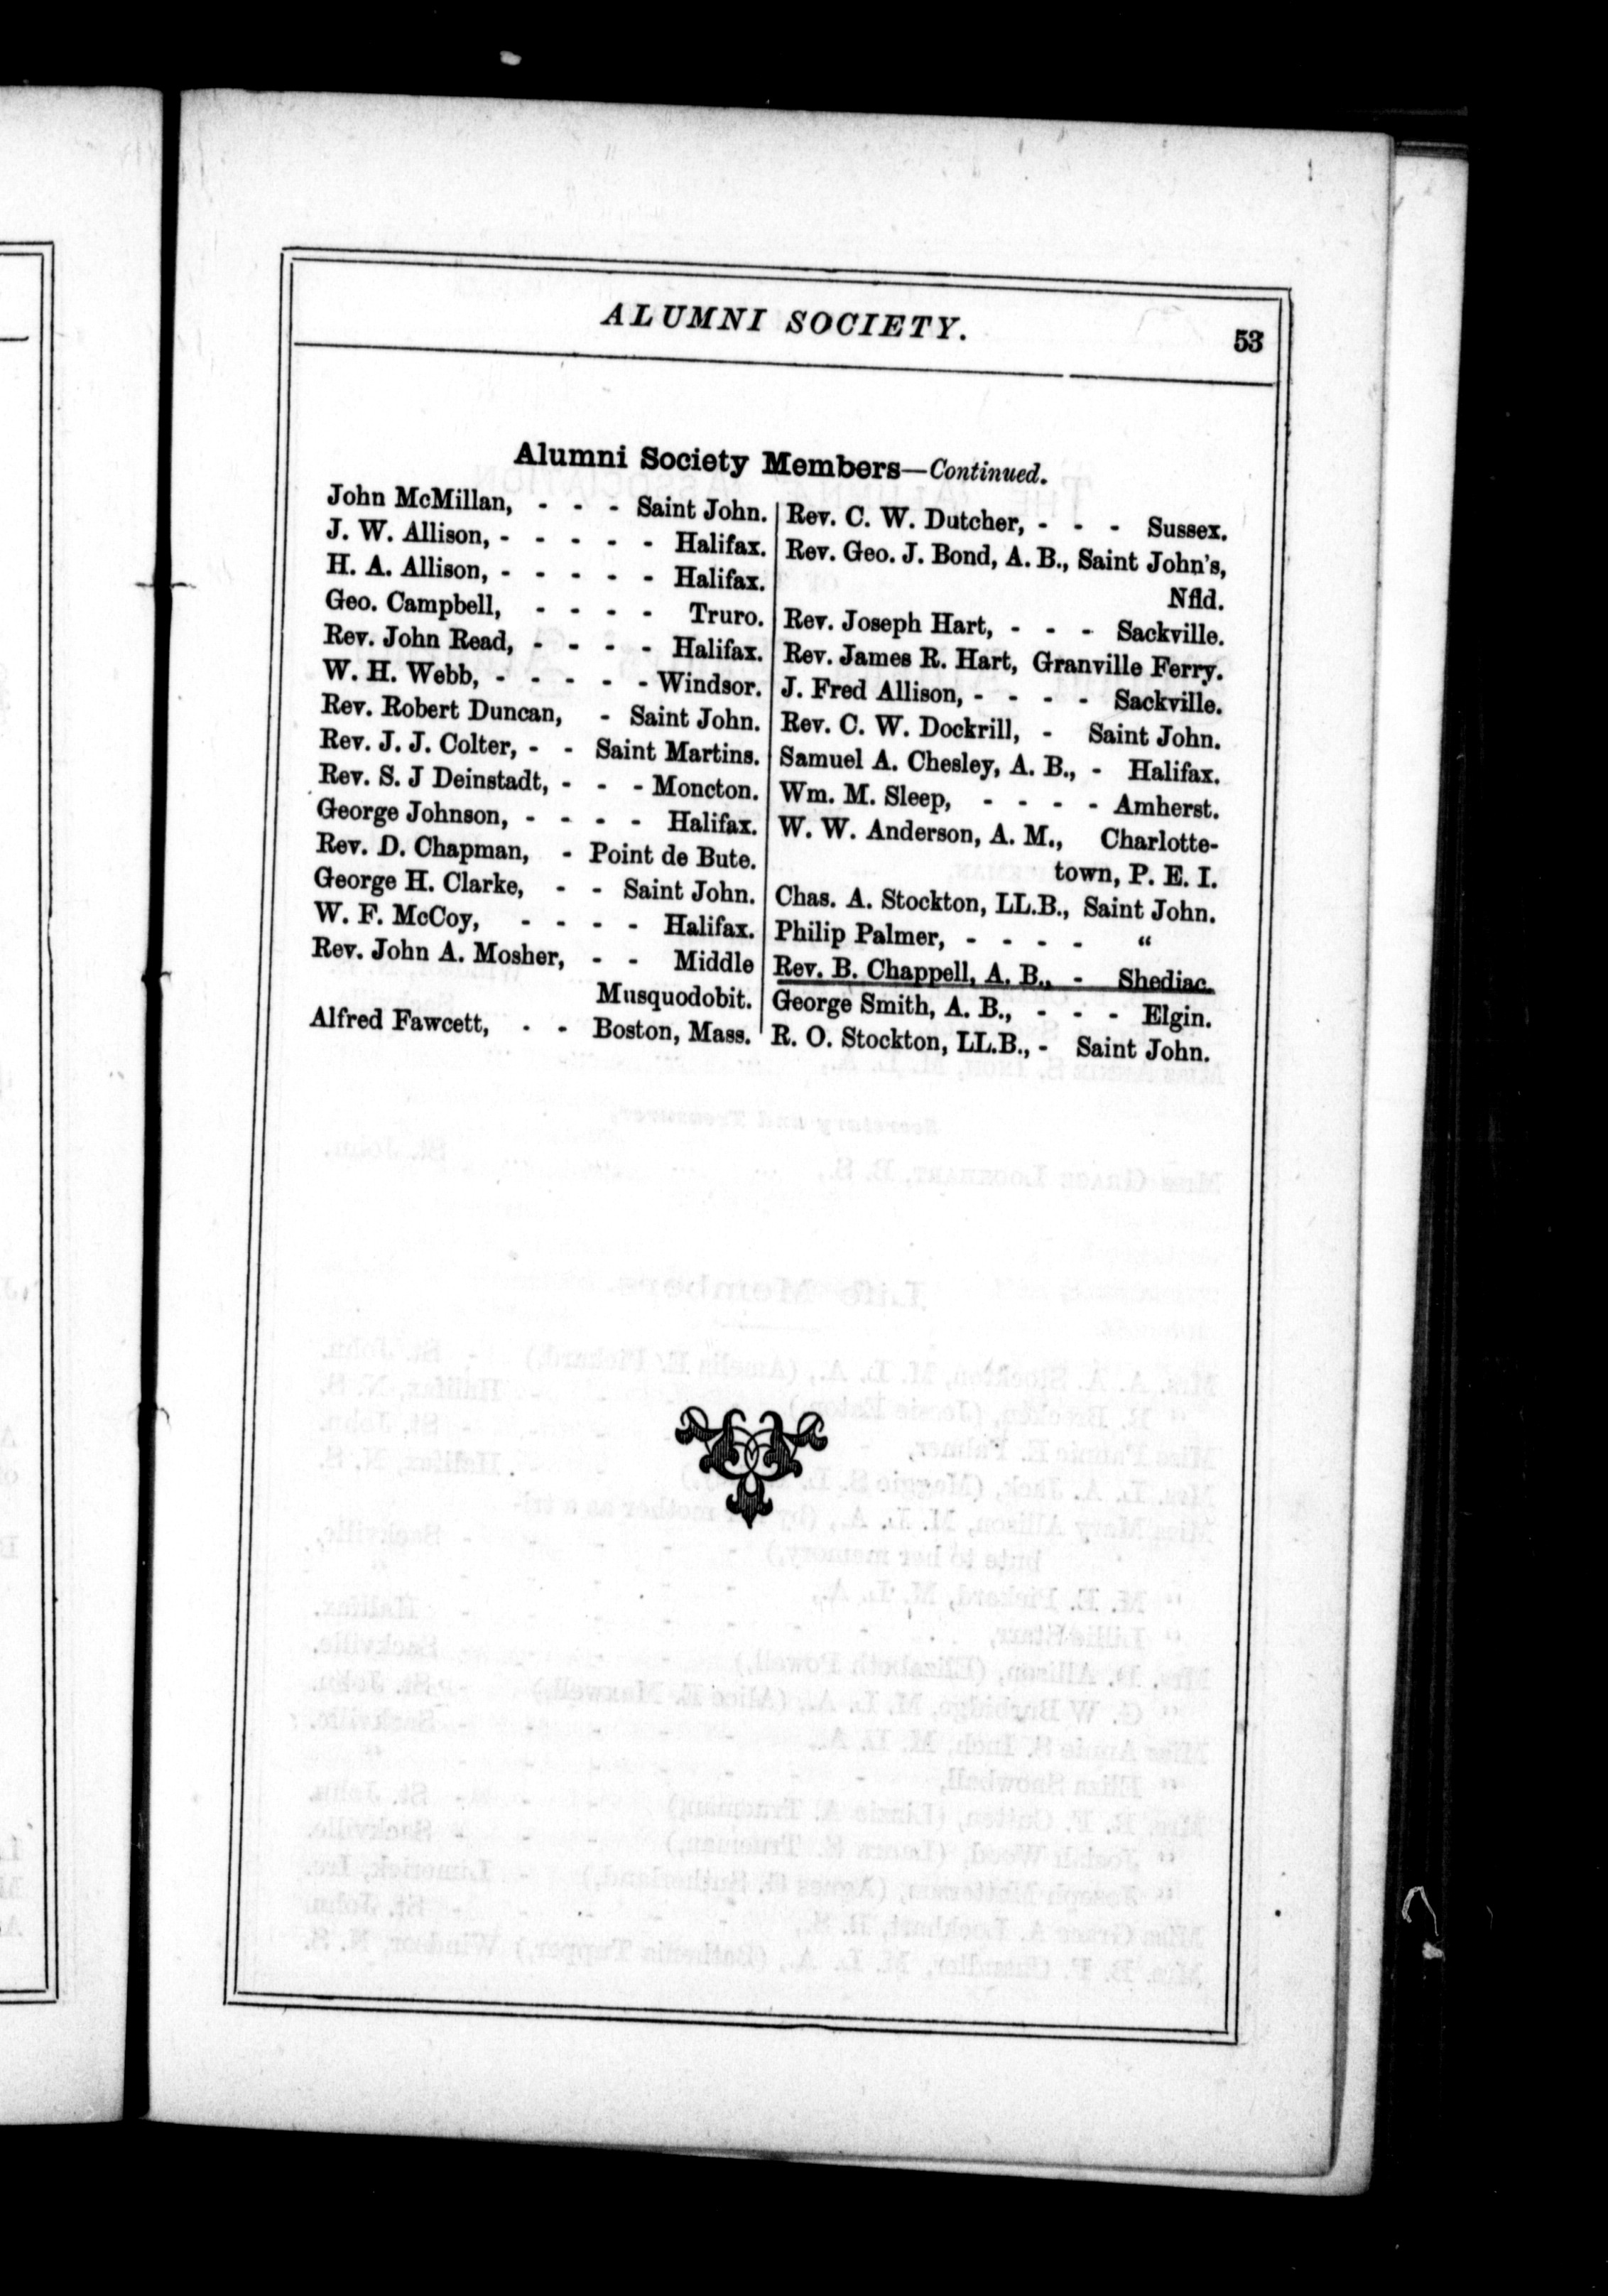 ALUMNI SOCIETY.
53
Alumni Society Members—Continued.
John McMillan, - - - Saint John.
J. W. Allison, - - - - - Halifax.
H. A. Allison, - - - - - Halifax.
Geo. Campbell, - - - - Truro.
Rev. John Read, - - - - Halifax.
W. H. Webb, - - - - - Windsor.
Rev. Robert Duncan, - Saint John.
Rev. J. J. Colter, - - Saint Martins.
Rev. S. J Deinstadt, - - - Moncton.
George Johnson, - - - - Halifax.
Rev. D. Chapman, - Point de Bute.
George H. Clarke, - - Saint John.
W. F. McCoy, - - - - Halifax.
Rev. John A. Mosher, - - Middle
Musquodobit.
Alfred Fawcett, - - Boston, Mass.
Rev. C. W. Dutcher, - - - Sussex.
Rev. Geo. J. Bond, A. B., Saint John's,
Nfld.
Rev. Joseph Hart, - - - Sackville.
Rev. James R. Hart, Granville Ferry.
J. Fred Allison, - - - - Sackville.
Rev. C. W. Dockrill, - Saint John.
Samuel A. Chesley, A. B., - Halifax.
Wm. M. Sleep, - - - - Amherst.
W. W. Anderson, A. M., Charlotte-
town, P. E. I.
Chas. A. Stockton, LL.B., Saint John.
Philip Palmer, - - - - “
Rev. B. Chappell, A. B., - Shediac.
George Smith, A. B., - - - Elgin.
R. O. Stockton, LL.B., - Saint John.